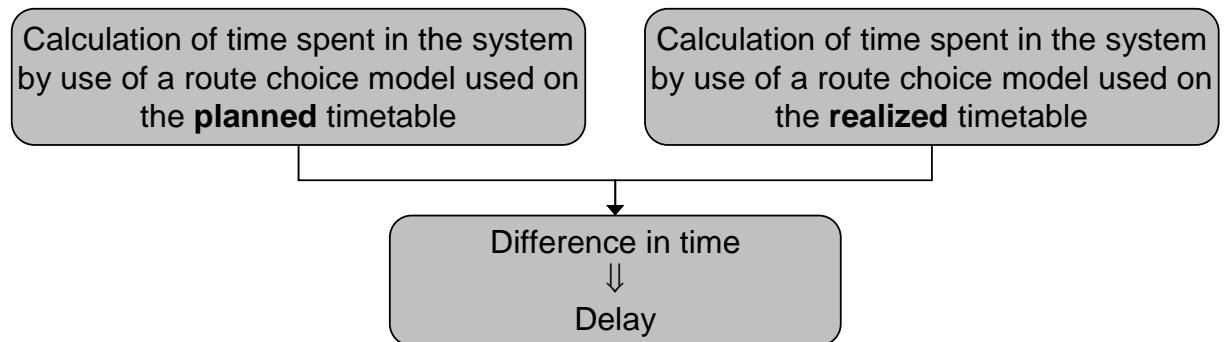 Calculation of time spent in the system
by use of a route choice model used on
the planned timetable
Calculation of time spent in the system
by use of a route choice model used on
the realized timetable
Difference in time
⇓
Delay